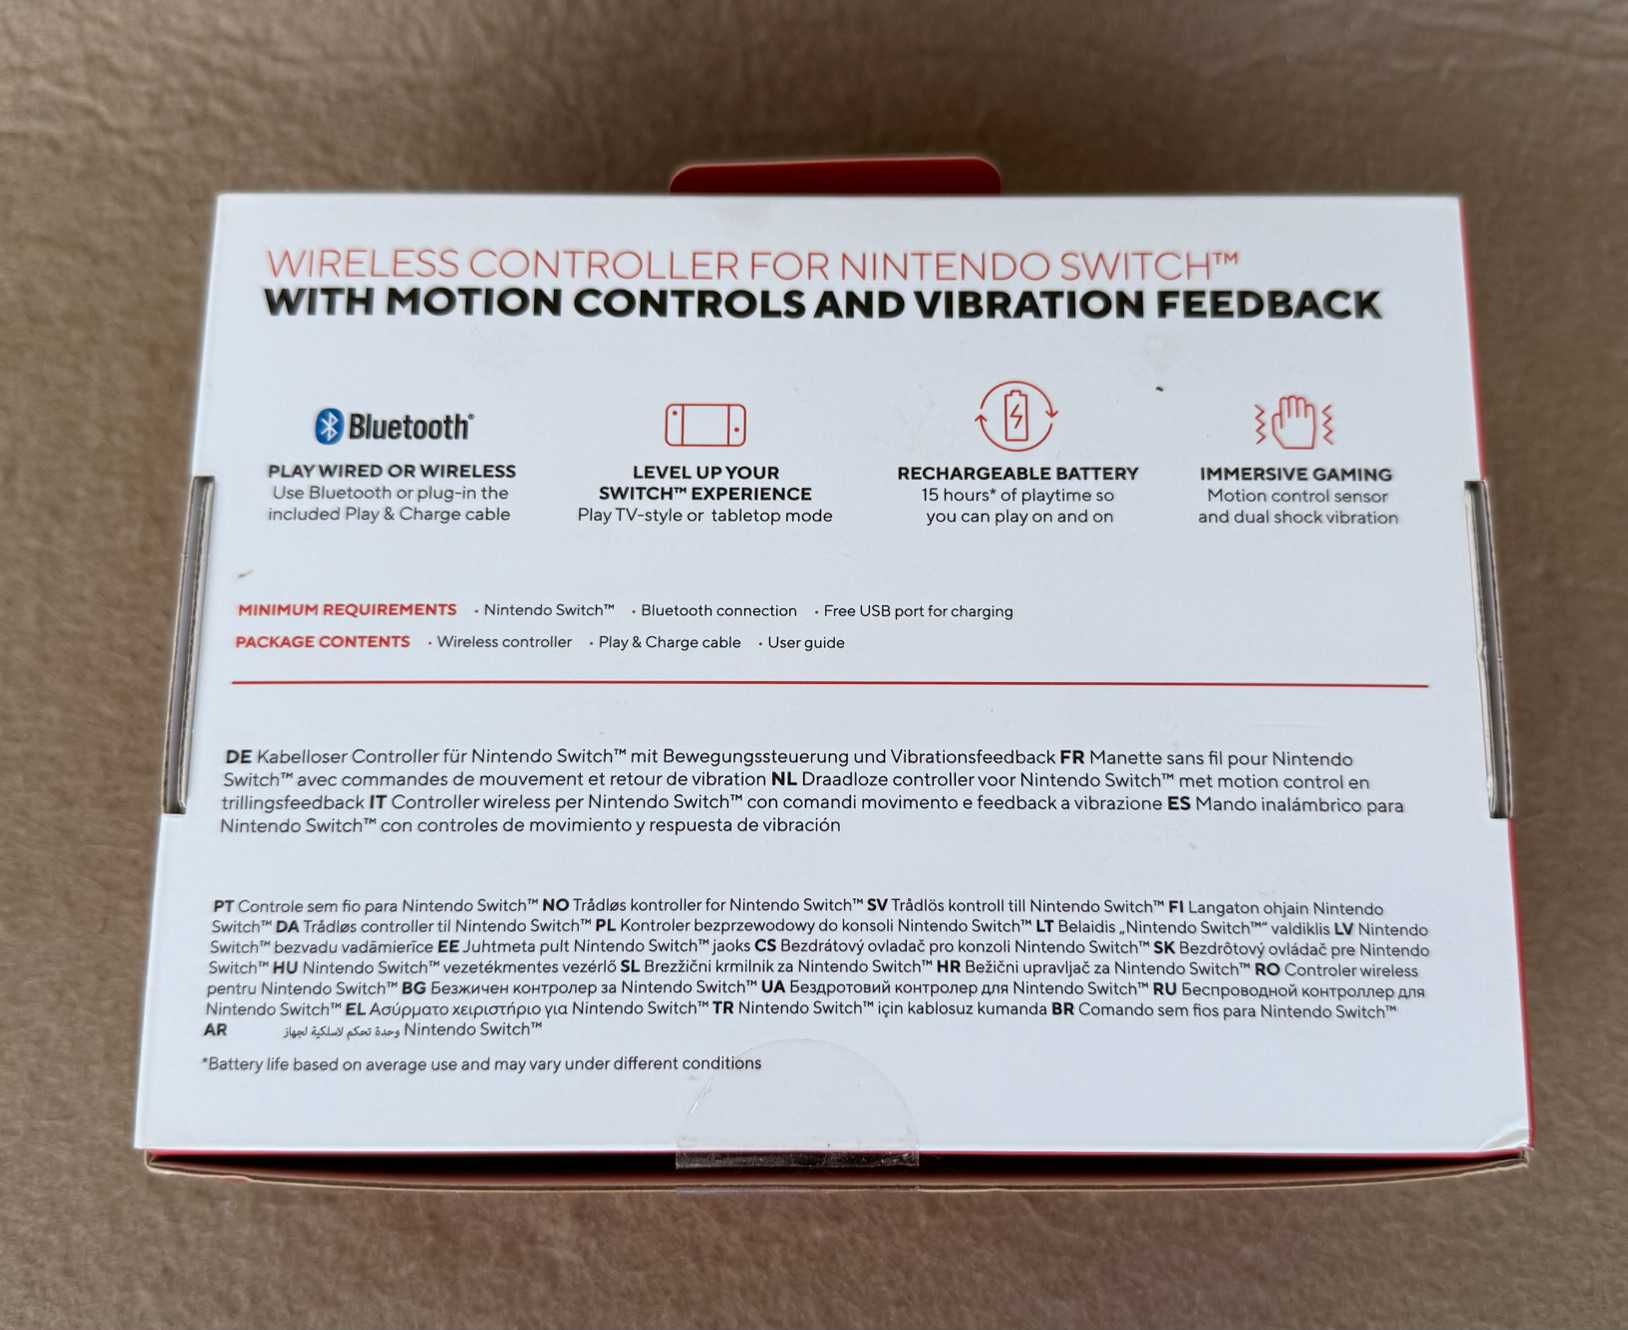 WIRELESS CONTROLLER FOR NINTENDO SWITCH™
WITH MOTION CONTROLS AND VIBRATION FEEDBACK
Bluetooth®
PLAY WIRED OR WIRELESS
Use Bluetooth or plug-in the
included Play & Charge cable
LEVEL UP YOUR
SWITCH™ EXPERIENCE
Play TV-style or tabletop mode
RECHARGEABLE BATTERY
15 hours* of playtime so
you can play on and on
IMMERSIVE GAMING
Motion control sensor
and dual shock vibration
MINIMUM REQUIREMENTS • Nintendo Switch™ • Bluetooth connection • Free USB port for charging
PACKAGE CONTENTS • Wireless controller • Play & Charge cable • User guide
DE Kabelloser Controller für Nintendo Switch™ mit Bewegungssteuerung und Vibrationsfeedback FR Manette sans fil pour Nintendo
Switch™ avec commandes de mouvement et retour de vibration NL Draadloze controller voor Nintendo Switch™ met motion control en
trillingsfeedback IT Controller wireless per Nintendo Switch™ con comandi movimento e feedback a vibrazione ES Mando inalámbrico para
Nintendo Switch™ con controles de movimiento y respuesta de vibración
PT Controle sem fio para Nintendo Switch™ NO Trådløs kontroller for Nintendo Switch™ SV Trådlös kontroll till Nintendo Switch™ FI Langaton ohjain Nintendo
Switch™ DA Trådløs controller til Nintendo Switch™ PL Kontroler bezprzewodowy do konsoli Nintendo Switch™ LT Belaidis „Nintendo Switch™“ valdiklis LV Nintendo
Switch™ bezvadu vadāmierīce EE Juhtmeta pult Nintendo Switch™ jaoks CS Bezdrátový ovladač pro konzoli Nintendo Switch™ SK Bezdrôtový ovládač pre Nintendo
Switch™ HU Nintendo Switch™ vezetékmentes vezérlő SL Brezžični krmilnik za Nintendo Switch™ HR Bežični upravljač za Nintendo Switch™ RO Controler wireless
pentru Nintendo Switch™ BG Безжичен контролер за Nintendo Switch™ UA Бездротовий контролер для Nintendo Switch™ RU Беспроводной контроллер для
Nintendo Switch™ EL Ασύρματο χειριστήριο για Nintendo Switch™ TR Nintendo Switch™ için kablosuz kumanda BR Comando sem fios para Nintendo Switch™
AR وحدة تحكم لاسلكية لجهاز Nintendo Switch™
*Battery life based on average use and may vary under different conditions